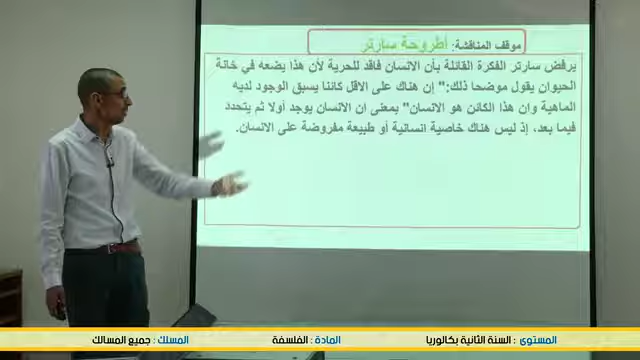 موقف المناقشة: أطروحة سارتر
يرفض سارتر الفكرة القائلة بأن الانسان فاقد للحرية لأن هذا يضعه في خانة
الحيوان يقول موضحا ذلك:" إن هناك على الاقل كائنا يسبق الوجود لديه
الماهية وان هذا الكائن هو الانسان" بمعنى ان الانسان يوجد أولا ثم يتحدد
فيما بعد، إذ ليس هناك خاصية انسانية أو طبيعة مفروضة على الانسان.
المستوى : السنة الثانية بكالوريا المادة : الفلسفة المسلك : جميع المسالك